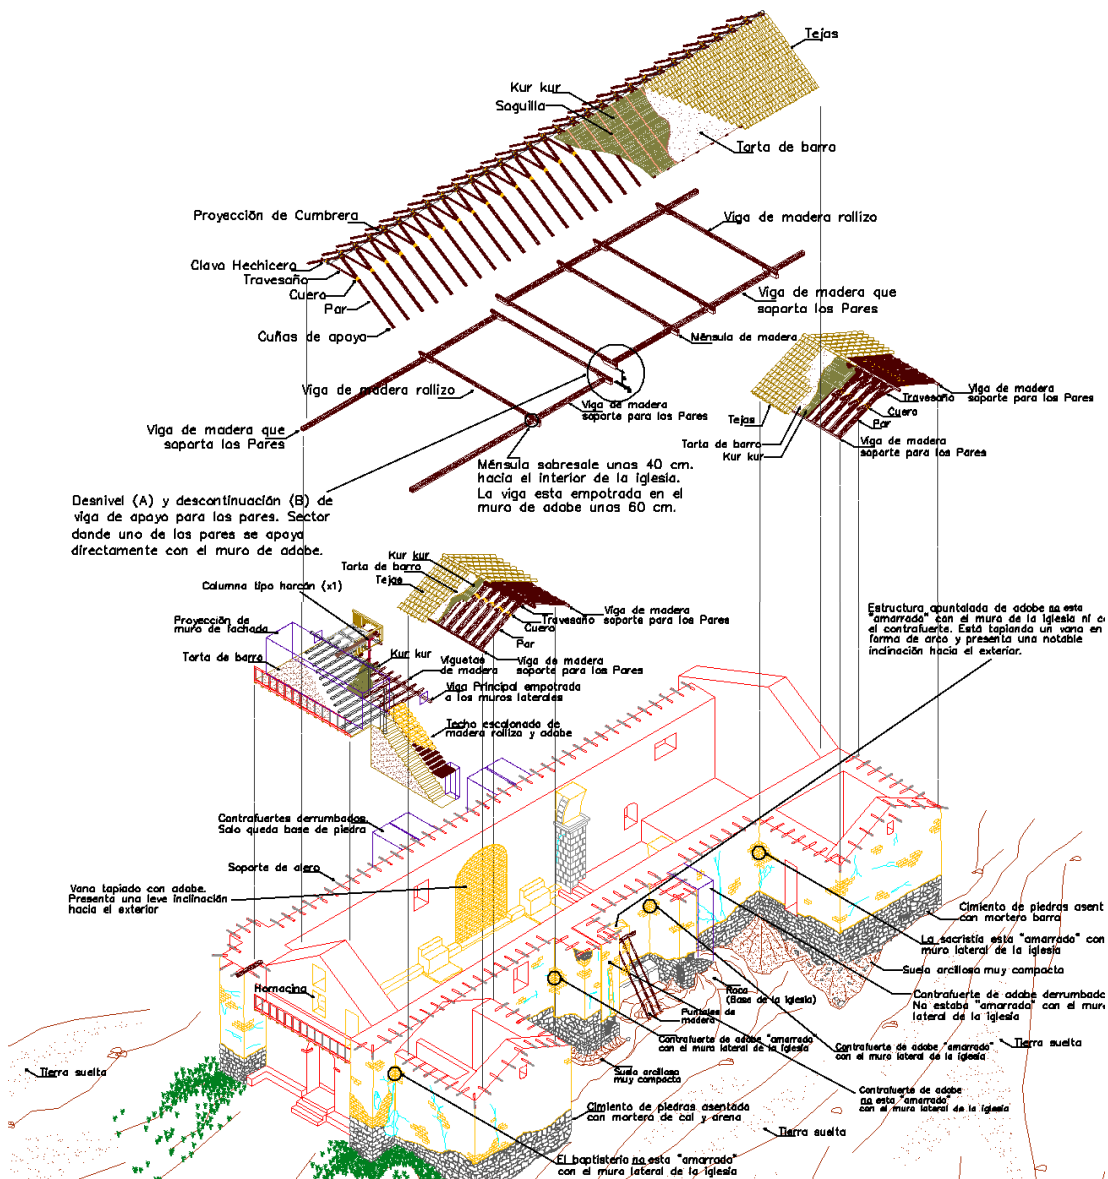 Tejas
Kur kur
Saguilla
Torta de barro
Proyección de Cumbrera
Viga de madera rollizo
Clavo Hechicero
Travesaño
Cuero
Par
Cuñas de apoyo
Viga de madera que
soporta los Pares
Ménsula de madera
Viga de madera rollizo
Viga de madera
soporte para los Pares
Viga de madera que
soporta los Pares
Ménsula sobresale unos 40 cm.
hacia el interior de la iglesia.
La viga esta empotrada en el
muro de adobe unos 60 cm.
Desnivel (A) y descontinuación (B) de
viga de apoyo para los pares. Sector
donde uno de los pares se apoya
directamente con el muro de adobe.
Viga de madera
soporte para los Pares
Travesaño
Cuero
Par
Tejas
Torta de barro
Kur kur
Viga de madera
soporte para los Pares
Kur kur
Torta de barro
Tejas
Viga de madera
soporte para los Pares
Travesaño
Cuero
Par
Viga de madera
soporte para los Pares
Columna tipo horcón (x1)
Proyección de
muro de fachada
Torta de barro
Kur kur
Viguetas
de madera
Viga Principal empotrada
a los muros laterales
Techo escalonado de
madera rolliza y adobe
Estructura apuntalada de adobe no esta
"amarrado" con el muro de la iglesia ni co
el contrafuerte. Está tapiando un vano en
forma de arco y presenta una notable
inclinación hacia el exterior.
Contrafuertes derrumbados.
Solo queda base de piedra
Soporte de alero
Vano tapiado con adobe.
Presenta una leve inclinación
hacia el exterior
Hornacina
Cimiento de piedras asent
con mortero barro
La sacristia esta "amarrado" con
muro lateral de la iglesia
Suelo arcilloso muy compacto
Contrafuerte de adobe derrumbado
No estaba "amarrado" con el muro
lateral de la iglesia
Roca
(Base de la iglesia)
Puntales de
madera
Contrafuerte de adobe "amarrado"
con el muro lateral de la iglesia
Contrafuerte de adobe "amarrado"
con el muro lateral de la iglesia
Tierra suelta
Tierra suelta
Suelo arcilloso
muy compacto
Contrafuerte de adobe
no esta "amarrado"
con el muro lateral de la iglesia
Cimiento de piedras asentado
con mortero de cal y arena
Tierra suelta
El baptisterio no esta "amarrado"
con el muro lateral de la iglesia